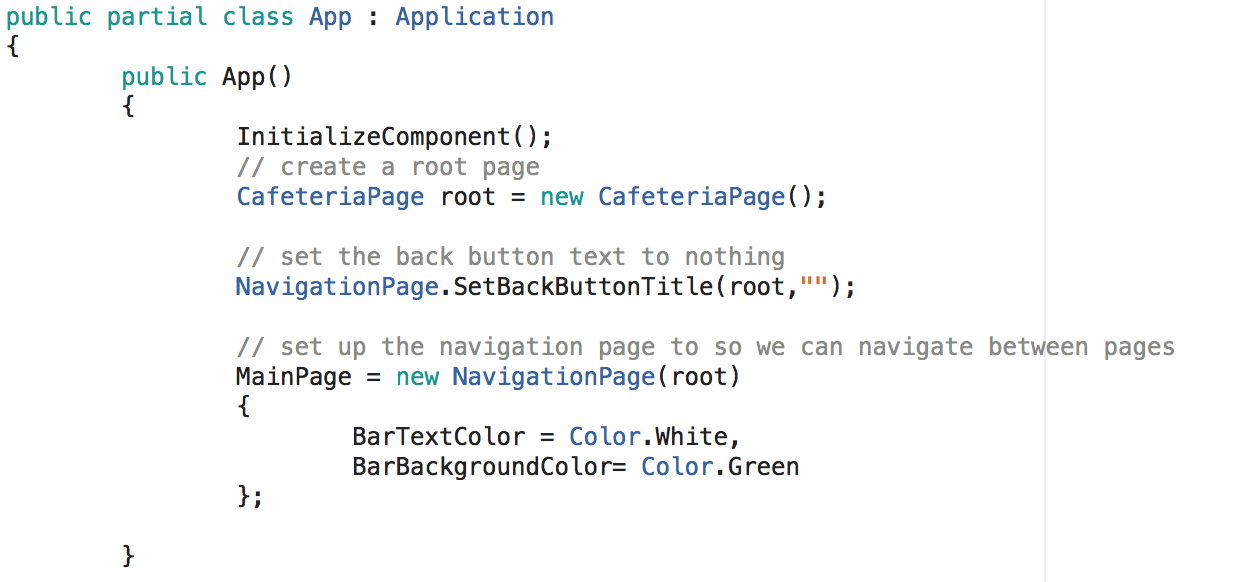 public partial class App : Application
{
public App()
{
InitializeComponent();
// create a root page
CafeteriaPage root = new CafeteriaPage();
// set the back button text to nothing
NavigationPage.SetBackButtonTitle(root,"");
// set up the navigation page to so we can navigate between pages
MainPage = new NavigationPage(root)
{
BarTextColor = Color.White,
BarBackgroundColor= Color.Green
};
}